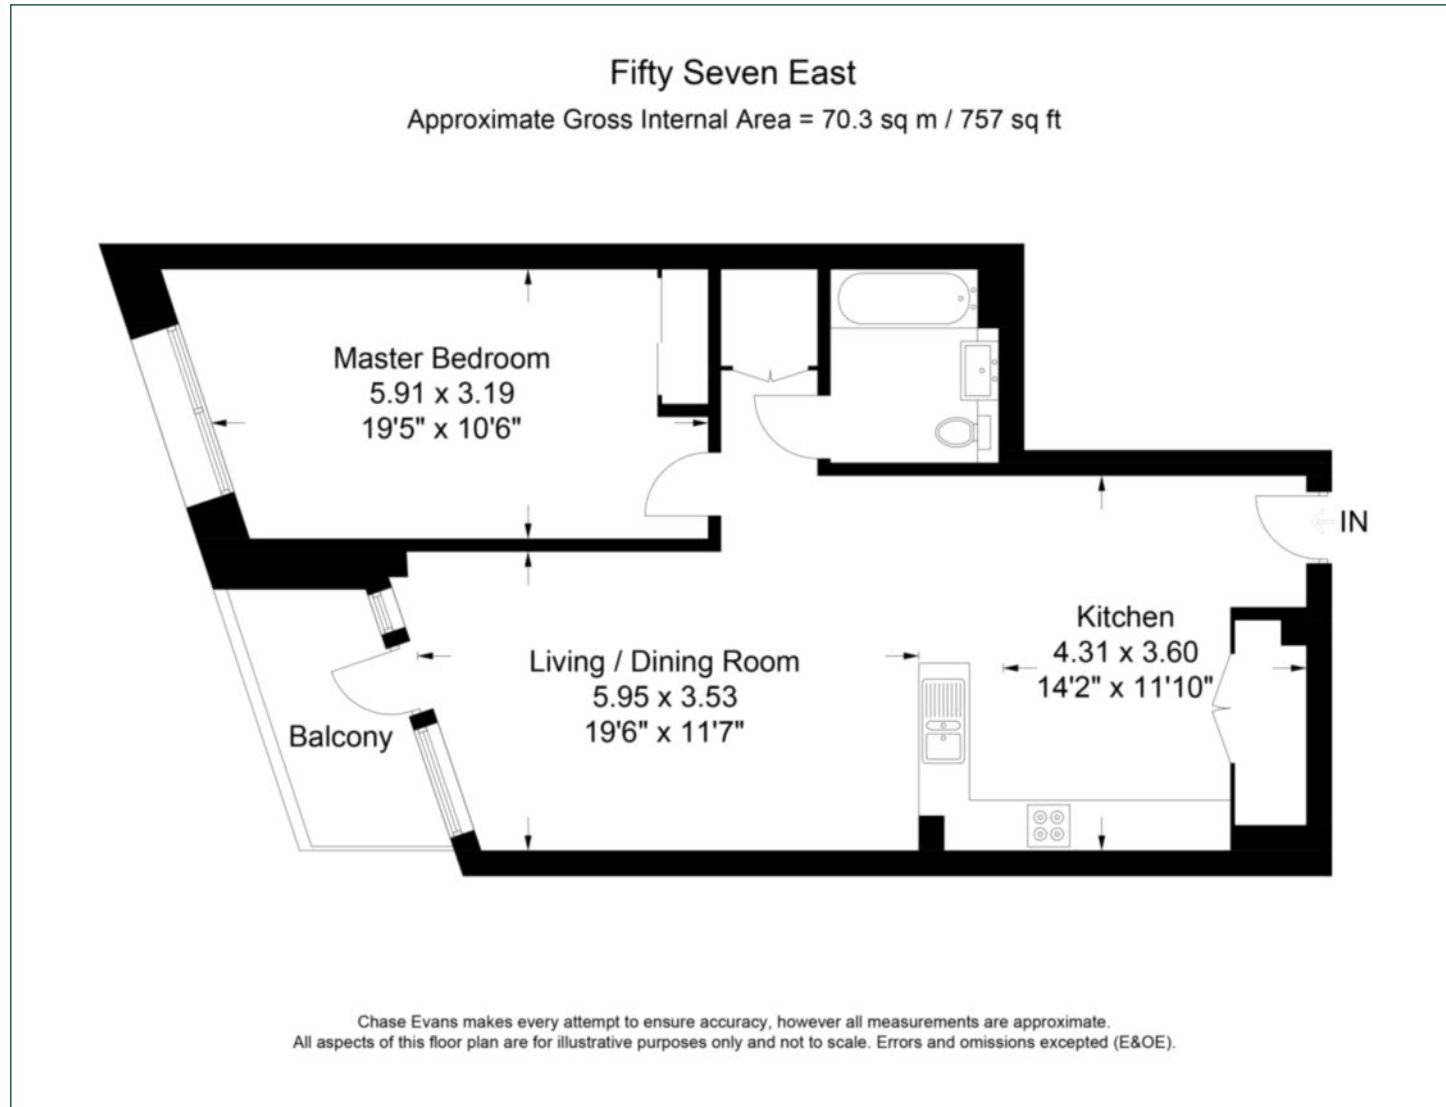 Fifty Seven East
Approximate Gross Internal Area = 70.3 sq m / 757 sq ft
Master Bedroom
5.91 x 3.19
19'5" x 10'6"
IN
Kitchen
4.31 x 3.60
14'2" x 11'10"
Living / Dining Room
5.95 x 3.53
19'6" x 11'7"
Balcony
Chase Evans makes every attempt to ensure accuracy, however all measurements are approximate.
All aspects of this floor plan are for illustrative purposes only and not to scale. Errors and omissions excepted (E&OE).